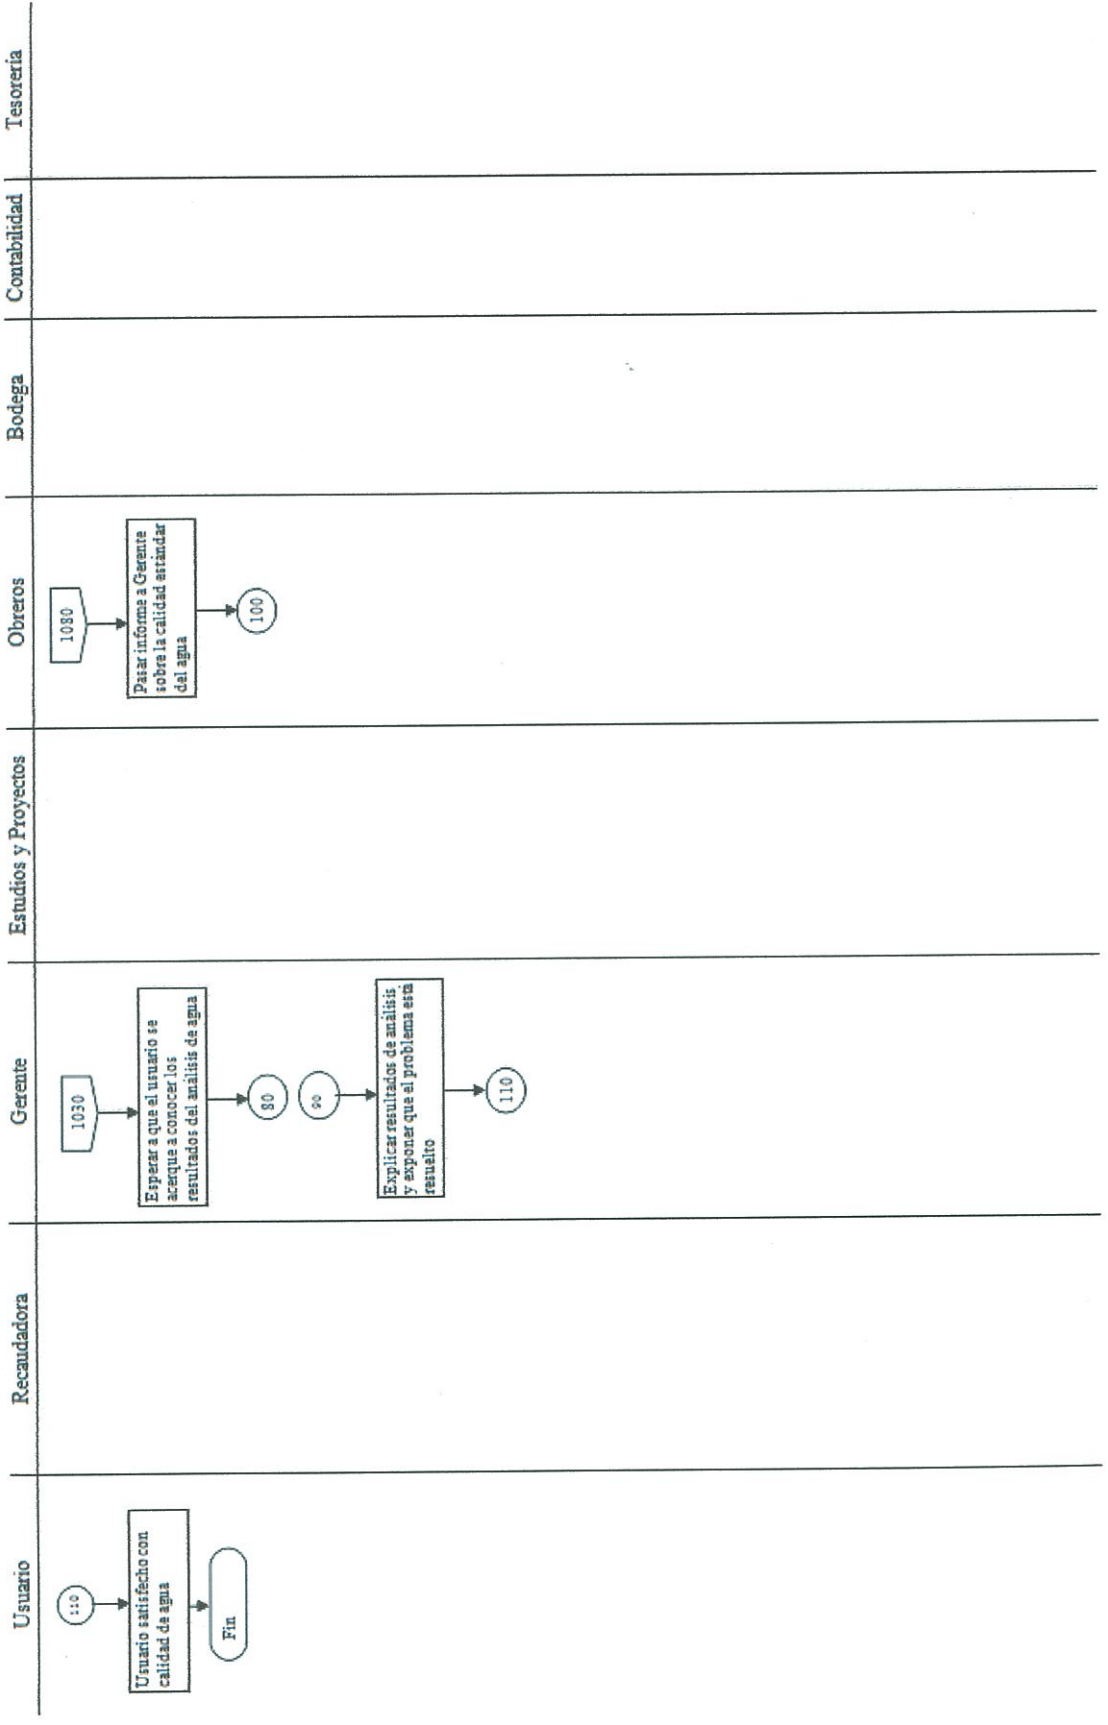 Usuario
Recaudadora
Gerente
Estudios y Proyectos
Obreros
Bodega
Contabilidad
Tesorería
110
Usuario satisfecho con
calidad de agua
Fin
1030
Esperar a que el usuario se
acerque a conocer los
resultados del análisis de agua
80
90
Explicar resultados de análisis
y exponer que el problema está
resuelto
110
1080
Pasar informe a Gerente
sobre la calidad estándar
del agua
100